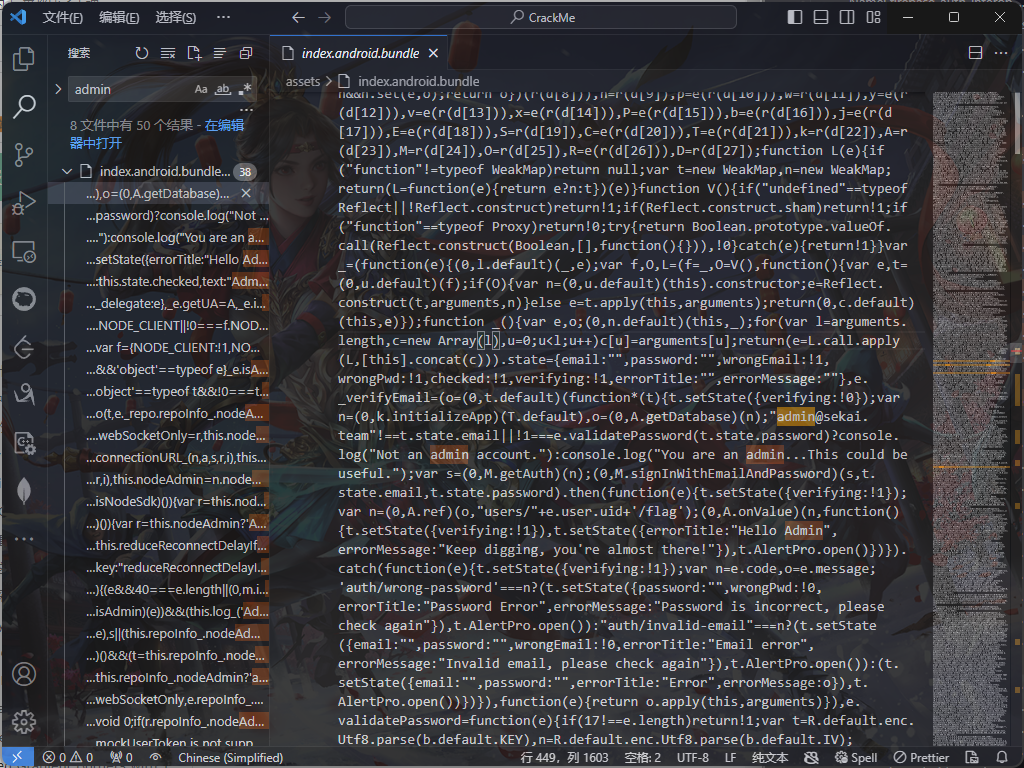 文件(F) 编辑(E) 选择(S) ··· CrackMe
搜索
index.android.bundle
admin
Aa ab
8 文件中有 50 个结果 - 在编辑
器中打开
index.android.bundle... 38
...),o=(0,A.getDatabase)...
...password)?console.log("Not ...
...."):console.log("You are an a...
...setState({errorTitle:"Hello Ad...
...:this.state.checked,text:"Adm...
..._delegate:e},_e.getUA=A,_e.i...
....NODE_CLIENT||!0===f.NOD...
...var f={NODE_CLIENT:!1,NO...
...&&'object'==typeof e}_e.isA...
...object'==typeof t&&!0===t...
...o(t,e._repo.repoInfo_.nodeA...
....webSocketOnly=r,this.node...
...connectionURL_(n,a,s,r,i),this...
...r,i),this.nodeAdmin=n.node...
...isNodeSdk()){var r=this.nod...
...)()){var r=this.nodeAdmin?'A...
...this.reduceReconnectDelayIf...
...key:"reduceReconnectDelayI...
...)((e&&40===e.length||(0,m.i...
...isAdmin)(e))&&(this.log_('Ad...
...e),s||(this.repoInfo_.nodeAd...
...)()&&(t=this.repoInfo_.node...
...this.repoInfo_.nodeAdmin?'a...
...webSocketOnly,e.repoInfo_....
...void 0;if(r.repoInfo_.nodeAd...
...mockUserToken is not supp...
assets > index.android.bundle
n&&n.set(e,o);return o})(r(d[8])),h=r(d[9]),p=e(r(d[10])),w=r(d[11]),y=e(r
(d[12])),v=e(r(d[13])),x=e(r(d[14])),P=e(r(d[15])),b=e(r(d[16])),j=e(r(d
[17])),E=e(r(d[18])),S=r(d[19]),C=e(r(d[20])),T=e(r(d[21])),k=r(d[22]),A=r
(d[23]),M=r(d[24]),O=r(d[25]),R=e(r(d[26])),D=r(d[27]);function L(e){if
("function"!=typeof WeakMap)return null;var t=new WeakMap,n=new WeakMap;
return(L=function(e){return e?n:t})(e)}function V(){if("undefined"==typeof
Reflect||!Reflect.construct)return!1;if(Reflect.construct.sham)return!1;if
("function"==typeof Proxy)return!0;try{return Boolean.prototype.valueOf.
call(Reflect.construct(Boolean,[],function(){})),!0}catch(e){return!1}}var
_=(function(e){(0,l.default)(_,e);var f,O,L=(f=_,O=V(),function(){var e,t=
(0,u.default)(f);if(O){var n=(0,u.default)(this).constructor;e=Reflect.
construct(t,arguments,n)}else e=t.apply(this,arguments);return(0,c.default)
(this,e)});function _(){var e,o;(0,n.default)(this,_);for(var l=arguments.
length,c=new Array(l),u=0;u<l;u++)c[u]=arguments[u];return(e=L.call.apply
(L,[this].concat(c))).state={email:"",password:"",wrongEmail:!1,
wrongPwd:!1,checked:!1,verifying:!1,errorTitle:"",errorMessage:""},e.
_verifyEmail=(o=(0,t.default)(function*(t){t.setState({verifying:!0});var
n=(0,k.initializeApp)(T.default),o=(0,A.getDatabase)(n);"admin@sekai.
team"!==t.state.email||!1===e.validatePassword(t.state.password)?console.
log("Not an admin account."):console.log("You are an admin...This could be
useful.");var s=(0,M.getAuth)(n);(0,M.signInWithEmailAndPassword)(s,t.
state.email,t.state.password).then(function(e){t.setState({verifying:!1});
var n=(0,A.ref)(o,"users/"+e.user.uid+'/flag');(0,A.onValue)(n,function()
{t.setState({verifying:!1}),t.setState({errorTitle:"Hello Admin",
errorMessage:"Keep digging, you're almost there!"}),t.AlertPro.open()})}).
catch(function(e){t.setState({verifying:!1});var n=e.code,o=e.message;
'auth/wrong-password'===n?(t.setState({password:"",wrongPwd:!0,
errorTitle:"Password Error",errorMessage:"Password is incorrect, please
check again"}),t.AlertPro.open()):"auth/invalid-email"===n?(t.setState
({email:"",password:"",wrongEmail:!0,errorTitle:"Email error",
errorMessage:"Invalid email, please check again"}),t.AlertPro.open()):(t.
setState({email:"",password:"",errorTitle:"Error",errorMessage:o}),t.
AlertPro.open())})}),function(e){return o.apply(this,arguments)}),e.
validatePassword=function(e){if(17!==e.length)return!1;var t=R.default.enc.
Utf8.parse(b.default.KEY),n=R.default.enc.Utf8.parse(b.default.IV);
0 0 0 Chinese (Simplified) 行 449，列 1603 空格: 2 UTF-8 LF 纯文本 Spell Prettier